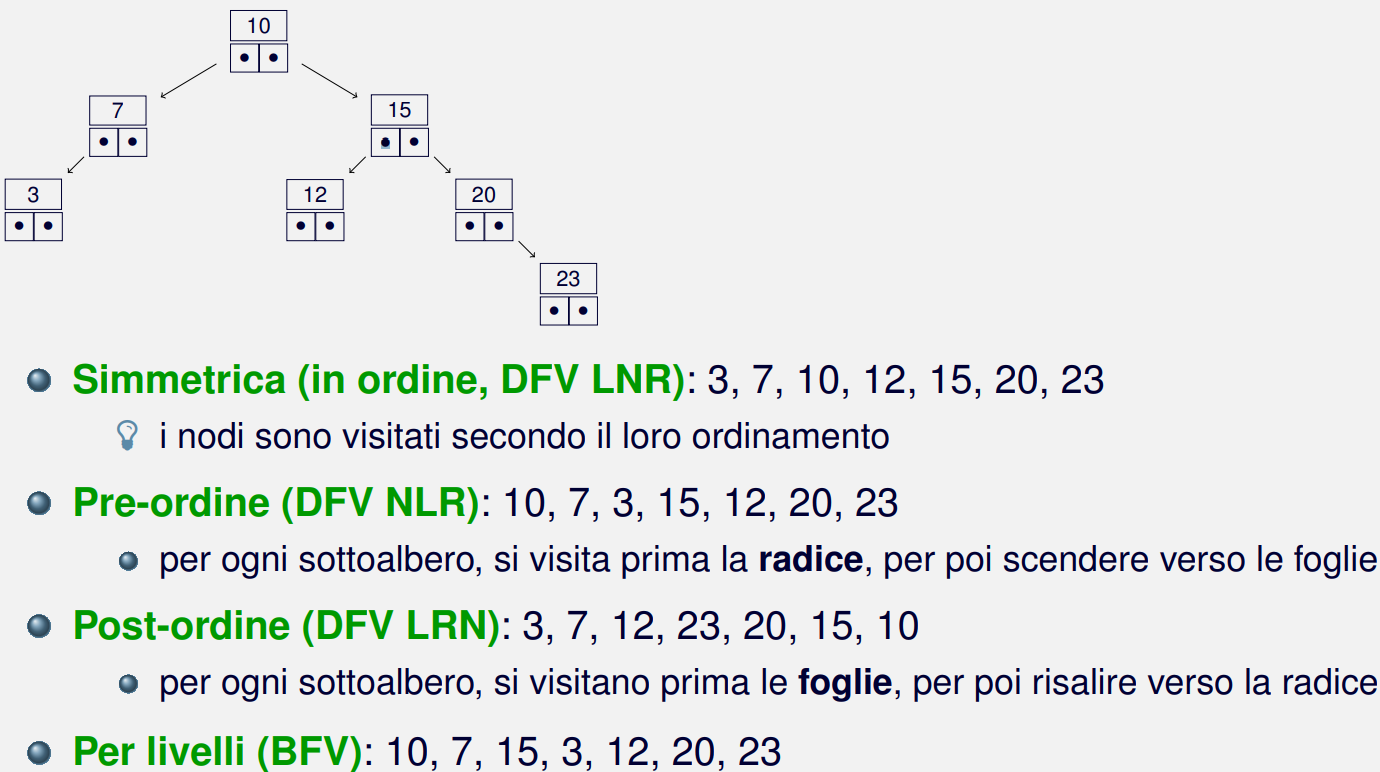 10
7
15
3
12
20
23
Simmetrica (in ordine, DFV LNR): 3, 7, 10, 12, 15, 20, 23
i nodi sono visitati secondo il loro ordinamento
Pre-ordine (DFV NLR): 10, 7, 3, 15, 12, 20, 23
per ogni sottoalbero, si visita prima la radice, per poi scendere verso le foglie
Post-ordine (DFV LRN): 3, 7, 12, 23, 20, 15, 10
per ogni sottoalbero, si visitano prima le foglie, per poi risalire verso la radice
Per livelli (BFV): 10, 7, 15, 3, 12, 20, 23